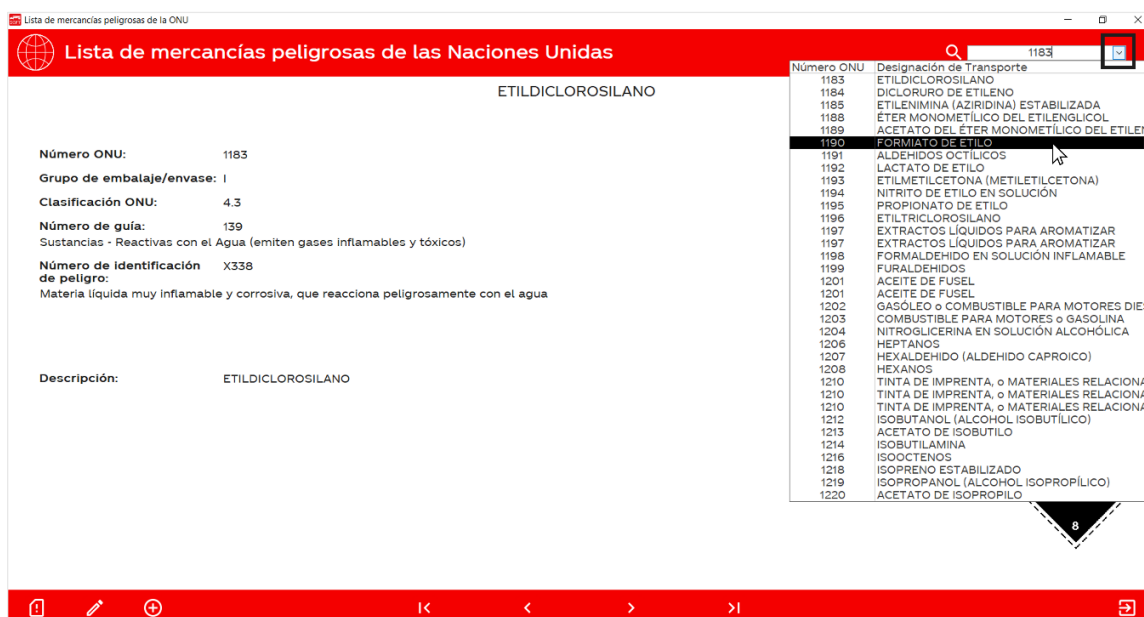 Lista de mercancías peligrosas de la ONU
Lista de mercancías peligrosas de las Naciones Unidas
1183
ETILDICLOROSILANO
Número ONU: 1183
Grupo de embalaje/envase: I
Clasificación ONU: 4.3
Número de guía: 139
Sustancias - Reactivas con el Agua (emiten gases inflamables y tóxicos)
Número de identificación X338
de peligro:
Materia líquida muy inflamable y corrosiva, que reacciona peligrosamente con el agua
Descripción: ETILDICLOROSILANO
Número ONU Designación de Transporte
1183 ETILDICLOROSILANO
1184 DICLORURO DE ETILENO
1185 ETILENIMINA (AZIRIDINA) ESTABILIZADA
1188 ÉTER MONOMETÍLICO DEL ETILENGLICOL
1189 ACETATO DEL ÉTER MONOMETÍLICO DEL ETILEN
1190 FORMIATO DE ETILO
1191 ALDEHIDOS OCTÍLICOS
1192 LACTATO DE ETILO
1193 ETILMETILCETONA (METILETILCETONA)
1194 NITRITO DE ETILO EN SOLUCIÓN
1195 PROPIONATO DE ETILO
1196 ETILTRICLOROSILANO
1197 EXTRACTOS LÍQUIDOS PARA AROMATIZAR
1197 EXTRACTOS LÍQUIDOS PARA AROMATIZAR
1198 FORMALDEHIDO EN SOLUCIÓN INFLAMABLE
1199 FURALDEHIDOS
1201 ACEITE DE FUSEL
1201 ACEITE DE FUSEL
1202 GASÓLEO o COMBUSTIBLE PARA MOTORES DIES
1203 COMBUSTIBLE PARA MOTORES o GASOLINA
1204 NITROGLICERINA EN SOLUCIÓN ALCOHÓLICA
1206 HEPTANOS
1207 HEXALDEHIDO (ALDEHIDO CAPROICO)
1208 HEXANOS
1210 TINTA DE IMPRENTA, o MATERIALES RELACIONA
1210 TINTA DE IMPRENTA, o MATERIALES RELACIONA
1210 TINTA DE IMPRENTA, o MATERIALES RELACIONA
1212 ISOBUTANOL (ALCOHOL ISOBUTÍLICO)
1213 ACETATO DE ISOBUTILO
1214 ISOBUTILAMINA
1216 ISOOCTENOS
1218 ISOPRENO ESTABILIZADO
1219 ISOPROPANOL (ALCOHOL ISOPROPÍLICO)
1220 ACETATO DE ISOPROPILO
8